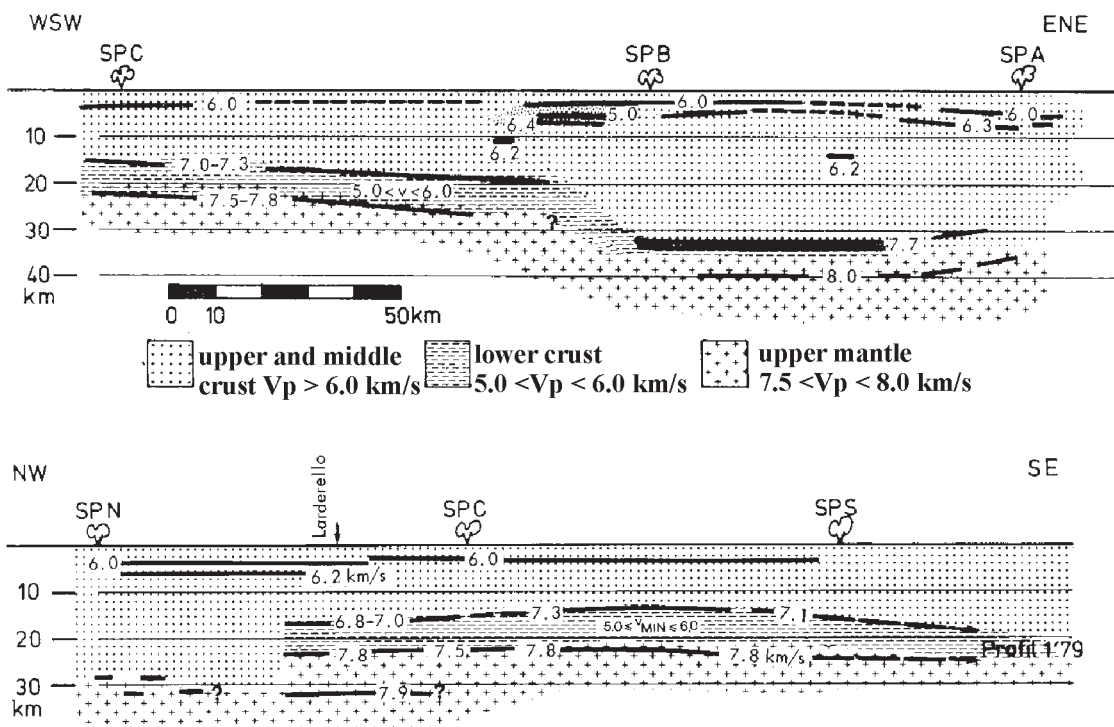 WSW ENE
SPC SPB SPA
6.0 6.0 6.0
5.0
6.4 6.3
10
6.2 6.2
7.0-7.3
20
5.0<v<6.0
7.5-7.8
?
30
7.7
40 8.0
km
0 10 50km
upper and middle lower crust upper mantle
crust Vp > 6.0 km/s 5.0 <Vp < 6.0 km/s 7.5 <Vp < 8.0 km/s
NW SE
Larderello
SPN SPC SPS
6.0 6.0
6.2 km/s
10
7.3 7.1
6.8-7.0
5.0 ≤ VMIN ≤ 6.0
20
7.8 7.5 7.8 7.8 km/s Profil 1'79
30 ? 7.9 ?
km